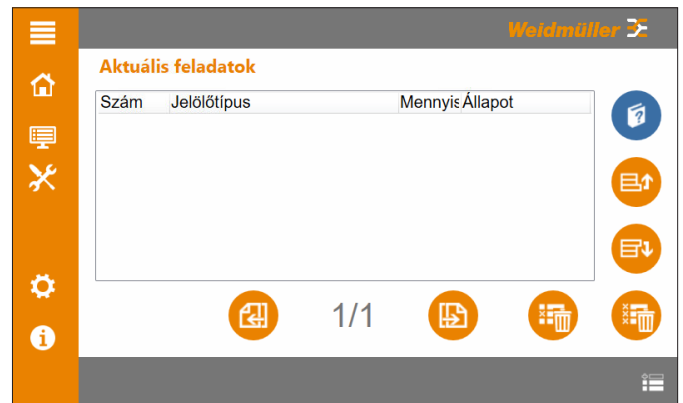 Weidmüller
Aktuális feladatok
Szám Jelölőtípus Mennyis Állapot
1/1